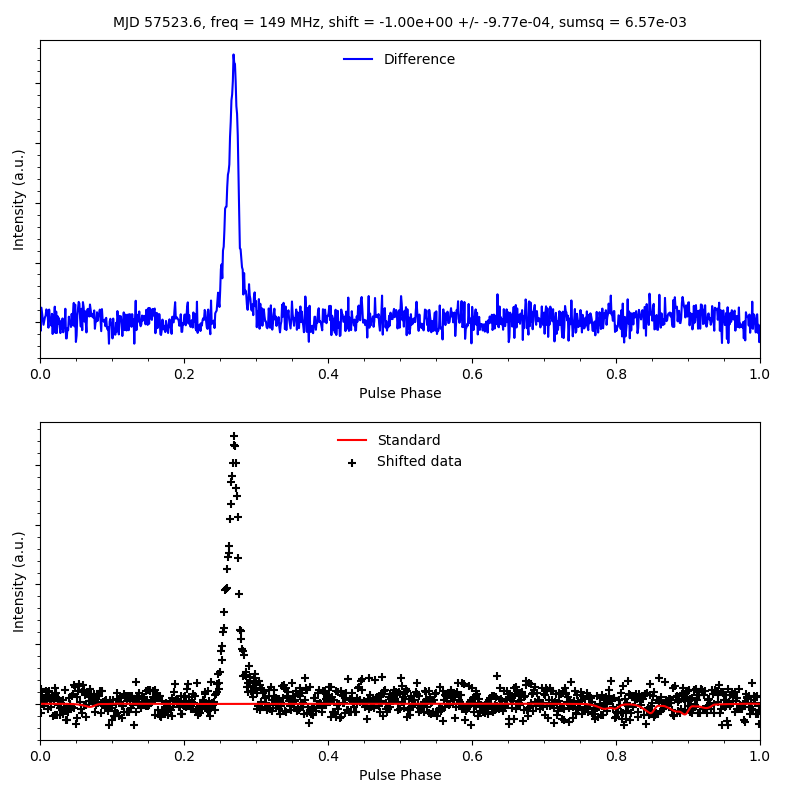 MJD 57523.6, freq = 149 MHz, shift = -1.00e+00 +/- -9.77e-04, sumsq = 6.57e-03
Difference
Intensity (a.u.)
0.0 0.2 0.4 0.6 0.8 1.0
Pulse Phase
Standard
Shifted data
Intensity (a.u.)
0.0 0.2 0.4 0.6 0.8 1.0
Pulse Phase